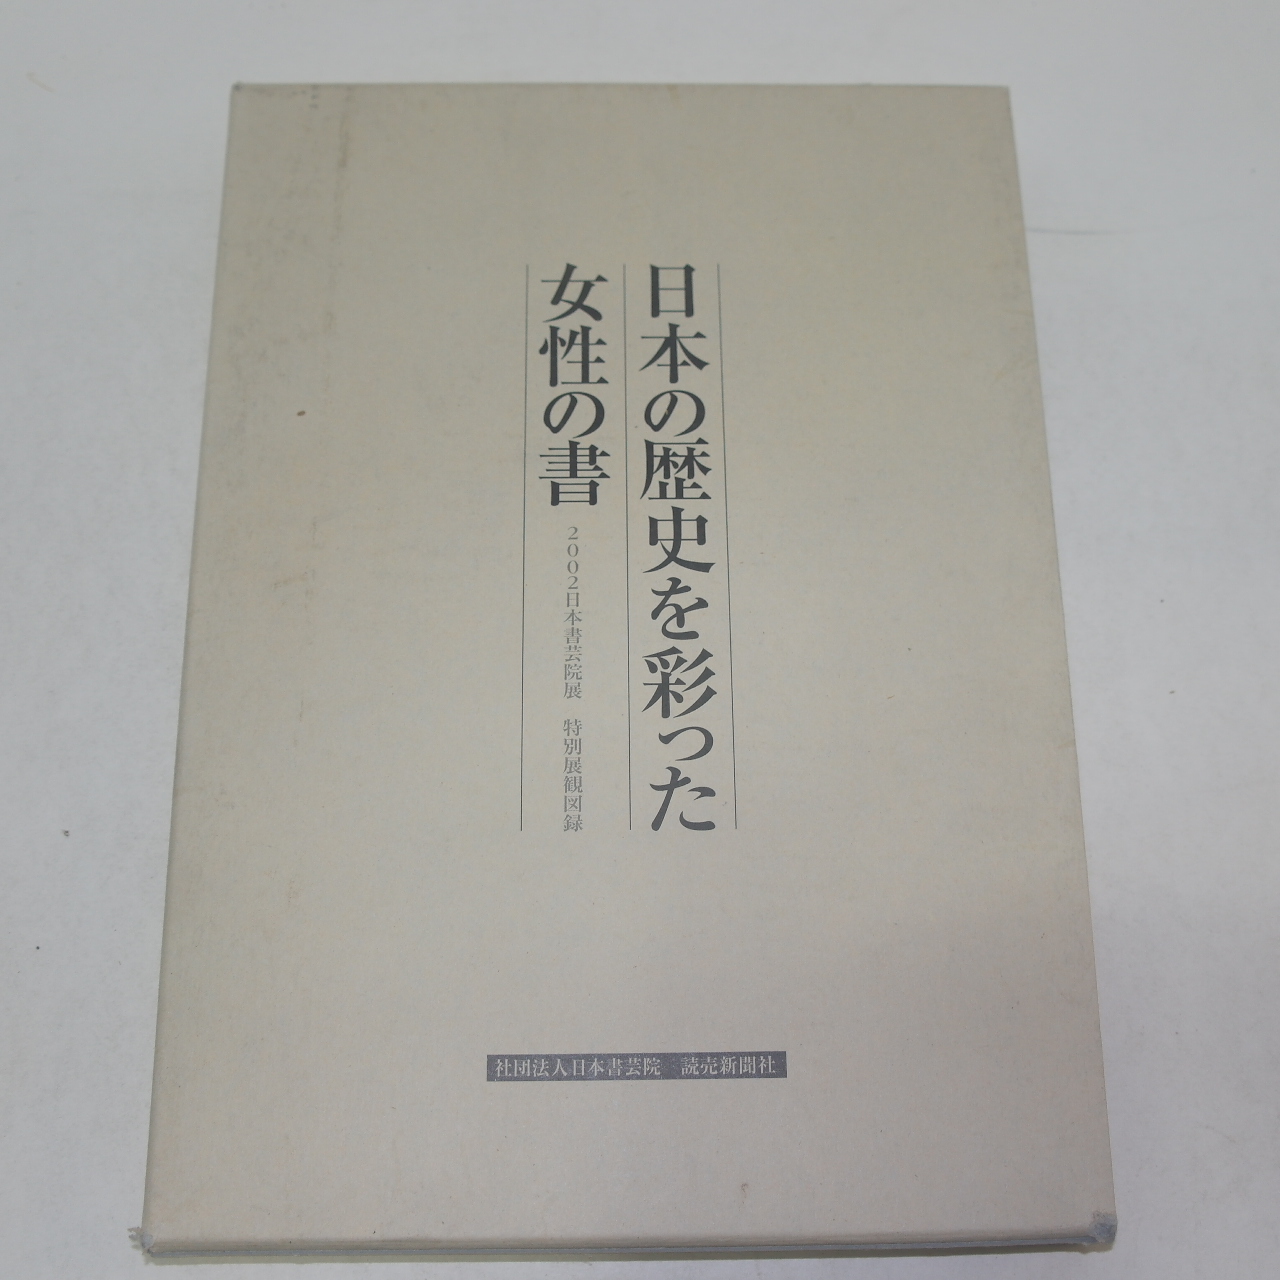 日本の歴史を彩った
女性の書
2002日本書芸院展　特別展観図録
社団法人日本書芸院　読売新聞社